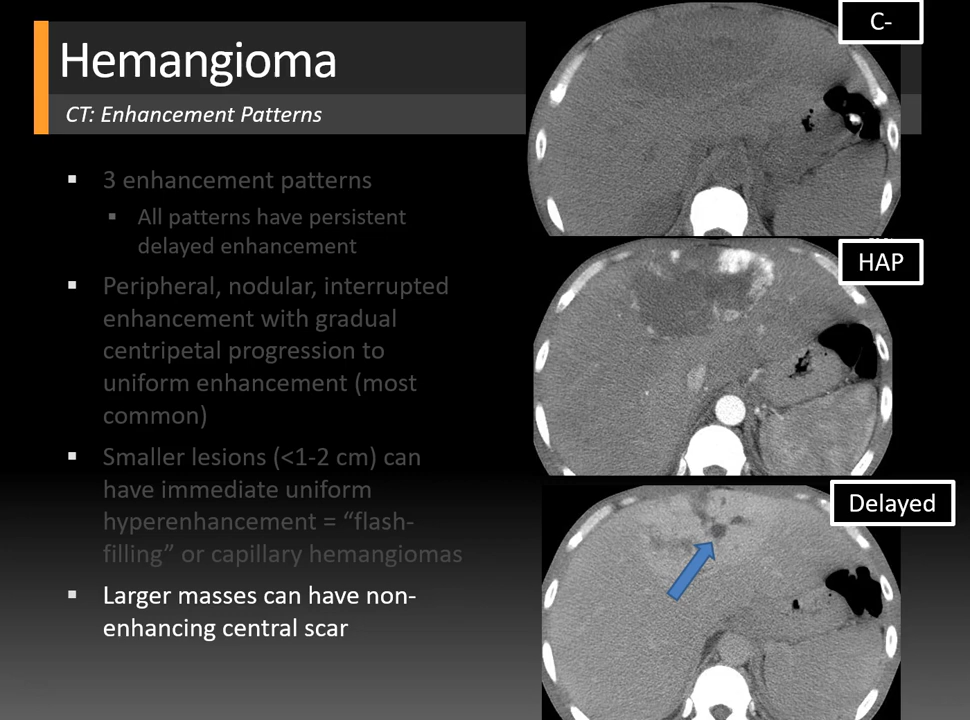 Hemangioma
CT: Enhancement Patterns
3 enhancement patterns
All patterns have persistent
delayed enhancement
Peripheral, nodular, interrupted
enhancement with gradual
centripetal progression to
uniform enhancement (most
common)
Smaller lesions (<1-2 cm) can
have immediate uniform
hyperenhancement = “flash-
filling” or capillary hemangiomas
Larger masses can have non-
enhancing central scar
C-
HAP
Delayed